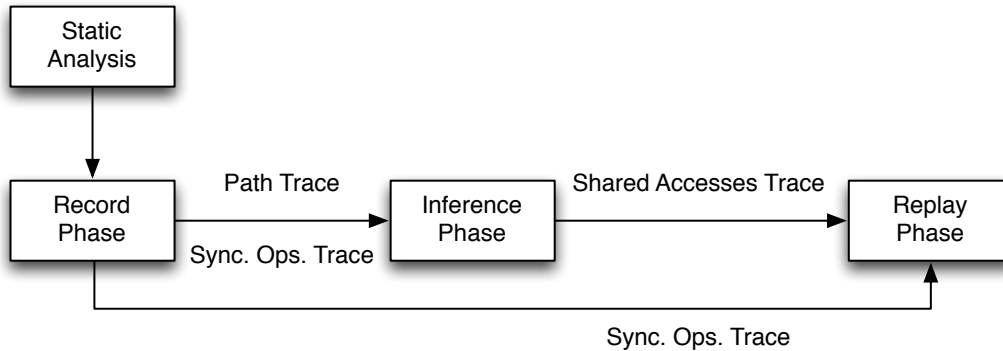 Static
Analysis
Path Trace
Shared Accesses Trace
Record
Phase
Inference
Phase
Replay
Phase
Sync. Ops. Trace
Sync. Ops. Trace